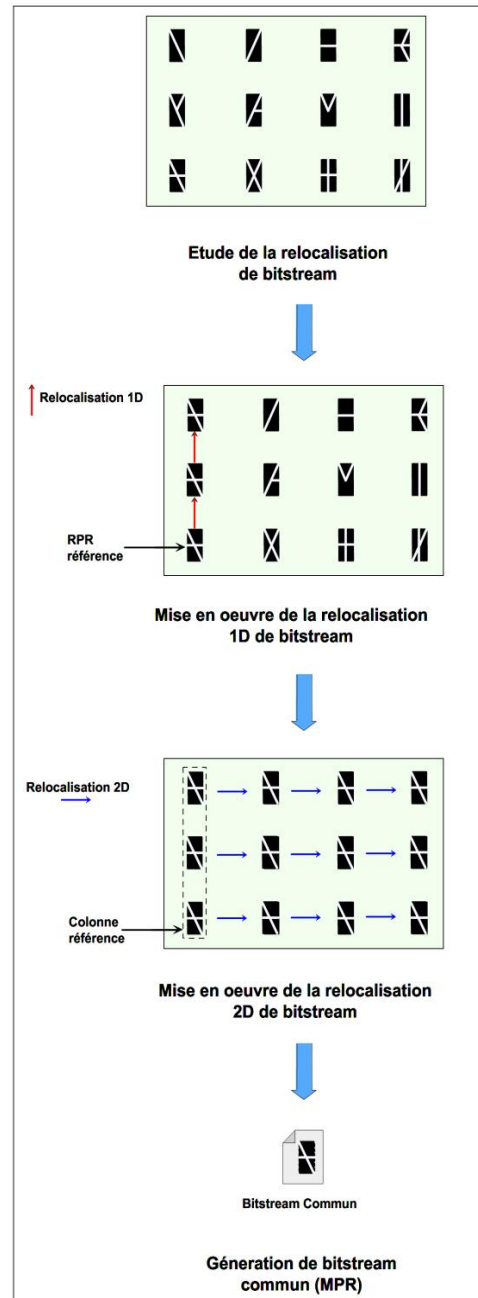 Etude de la relocalisation
de bitstream
Relocalisation 1D
RPR
référence
Mise en oeuvre de la relocalisation
1D de bitstream
Relocalisation 2D
Colonne
référence
Mise en oeuvre de la relocalisation
2D de bitstream
Bitstream Commun
Géneration de bitstream
commun (MPR)